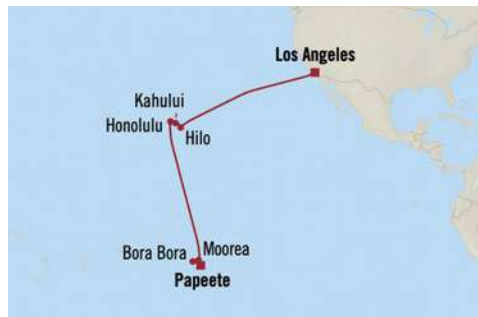 Los Angeles
Kahului
Honolulu
Hilo
Bora Bora
Moorea
Papeete